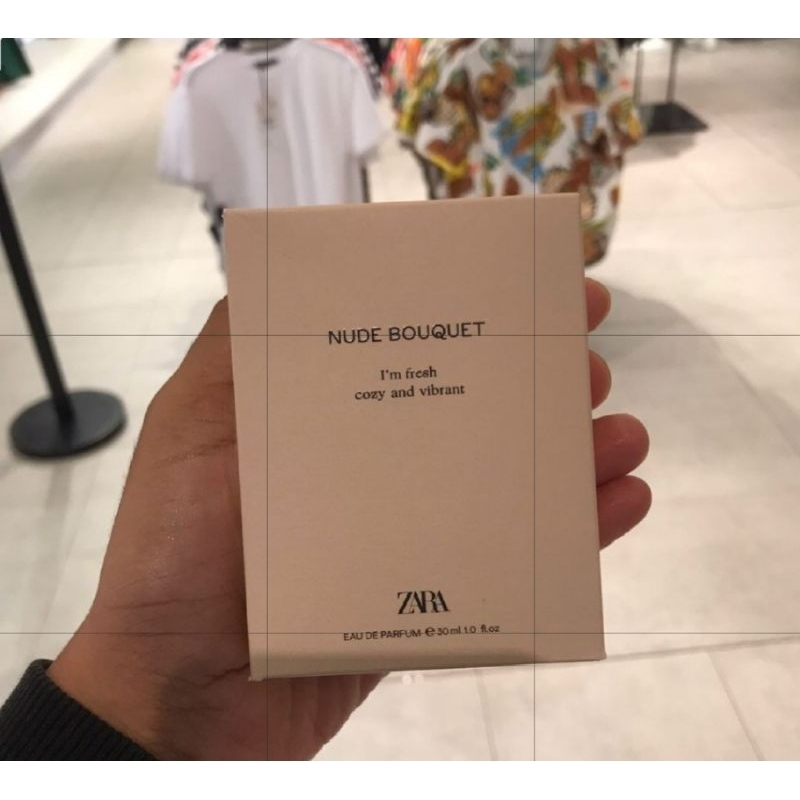 NUDE BOUQUET
I'm fresh
cozy and vibrant
ZARA
EAU DE PARFUM ℮ 30 ml 1.0 fl.oz